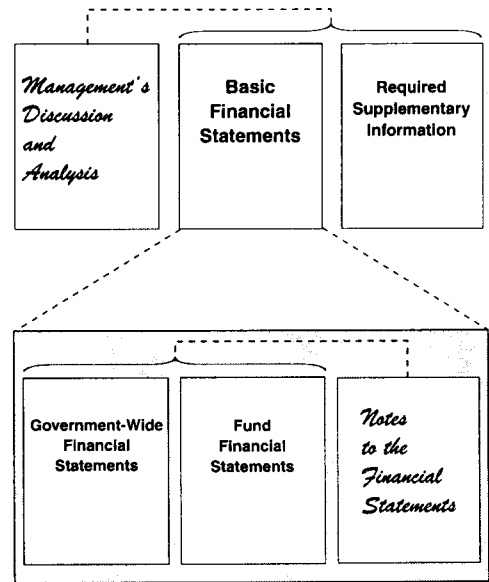 Management's
Discussion
and
Analysis
Basic
Financial
Statements
Required
Supplementary
Information
Government-Wide
Financial
Statements
Fund
Financial
Statements
Notes
to the
Financial
Statements